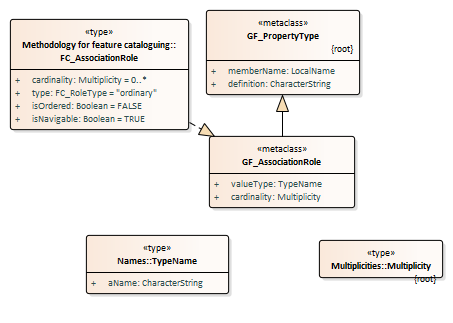 «type»
Methodology for feature cataloguing::
FC_AssociationRole
+ cardinality: Multiplicity = 0..*
+ type: FC_RoleType = "ordinary"
+ isOrdered: Boolean = FALSE
+ isNavigable: Boolean = TRUE
«metaclass»
GF_PropertyType
{root}
+ memberName: LocalName
+ definition: CharacterString
«metaclass»
GF_AssociationRole
+ valueType: TypeName
+ cardinality: Multiplicity
«type»
Names::TypeName
+ aName: CharacterString
«type»
Multiplicities::Multiplicity
{root}